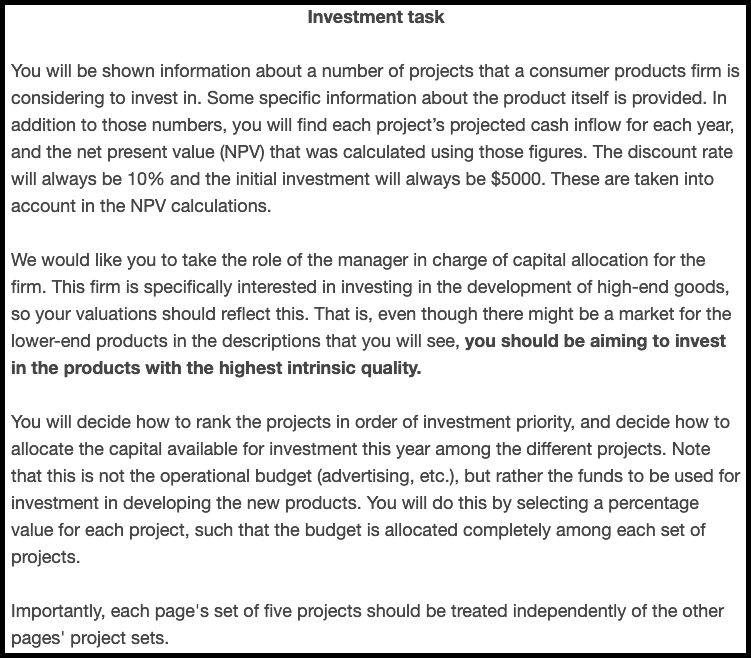 Investment task
You will be shown information about a number of projects that a consumer products firm is
considering to invest in. Some specific information about the product itself is provided. In
addition to those numbers, you will find each project's projected cash inflow for each year,
and the net present value (NPV) that was calculated using those figures. The discount rate
will always be 10% and the initial investment will always be $5000. These are taken into
account in the NPV calculations.
We would like you to take the role of the manager in charge of capital allocation for the
firm. This firm is specifically interested in investing in the development of high-end goods,
so your valuations should reflect this. That is, even though there might be a market for the
lower-end products in the descriptions that you will see, you should be aiming to invest
in the products with the highest intrinsic quality.
You will decide how to rank the projects in order of investment priority, and decide how to
allocate the capital available for investment this year among the different projects. Note
that this is not the operational budget (advertising, etc.), but rather the funds to be used for
investment in developing the new products. You will do this by selecting a percentage
value for each project, such that the budget is allocated completely among each set of
projects.
Importantly, each page's set of five projects should be treated independently of the other
pages' project sets.